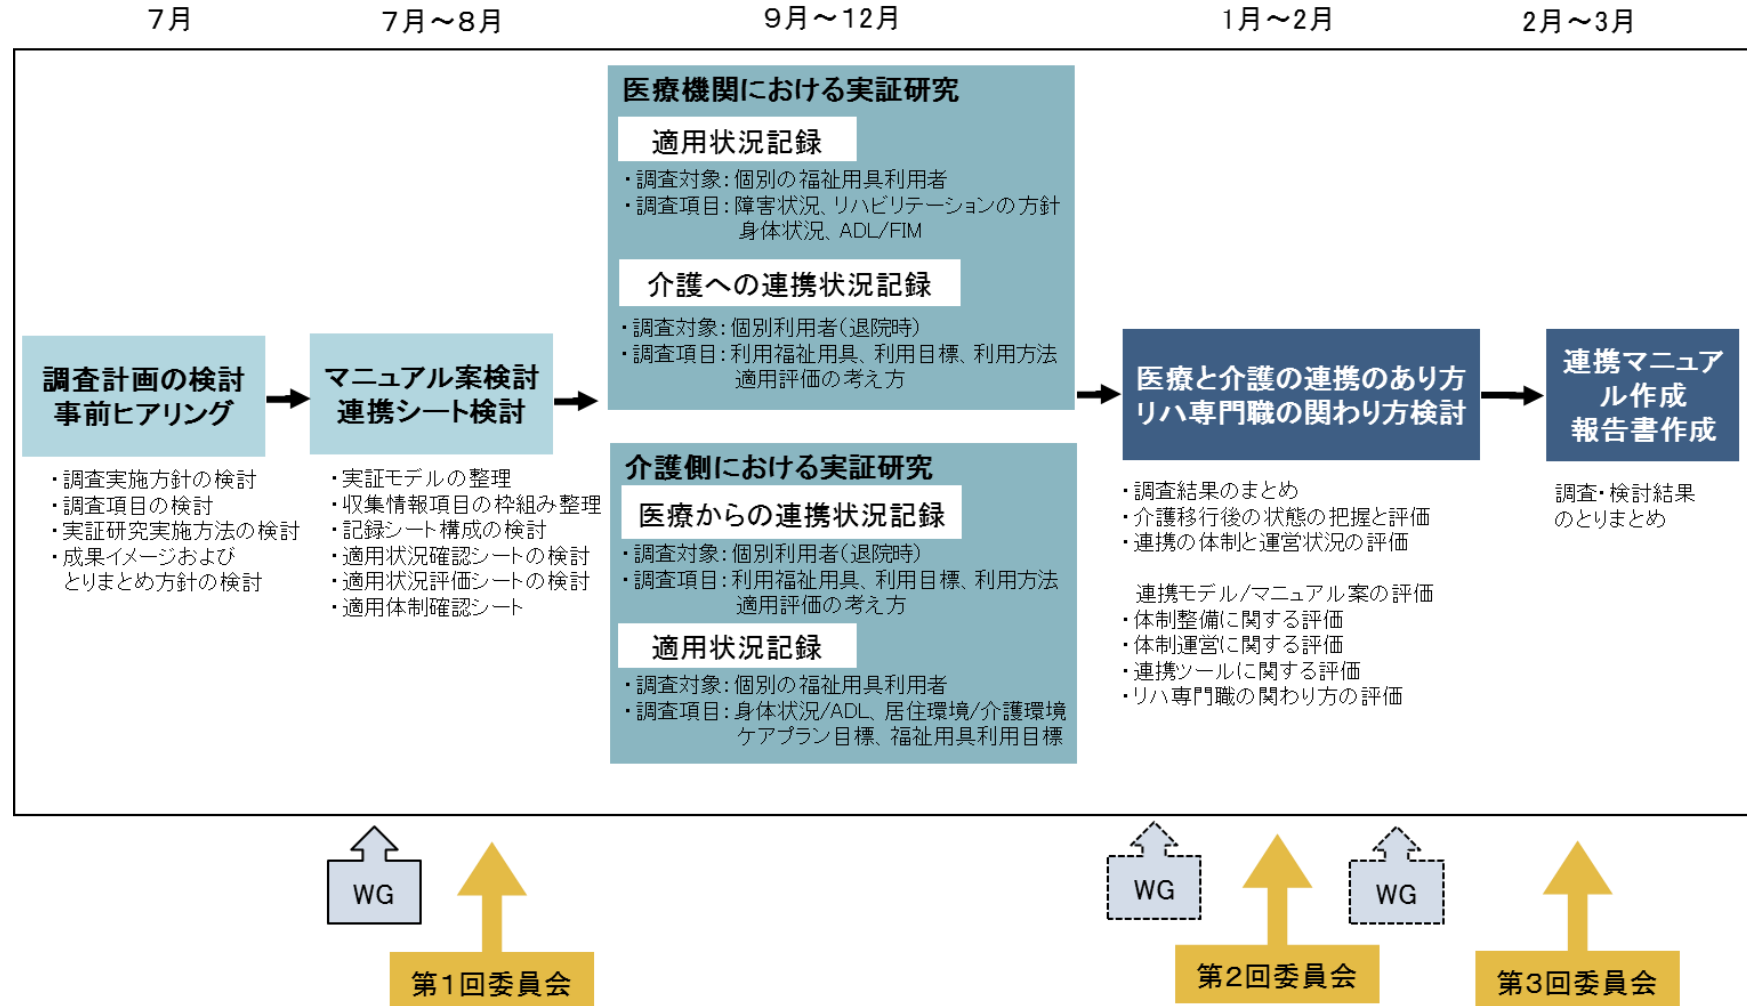 7月
7月～8月
9月～12月
1月～2月
2月～3月
調査計画の検討
事前ヒアリング
・調査実施方針の検討
・調査項目の検討
・実証研究実施方法の検討
・成果イメージおよび
とりまとめ方針の検討
マニュアル案検討
連携シート検討
・実証モデルの整理
・収集情報項目の枠組み整理
・記録シート構成の検討
・適用状況確認シートの検討
・適用状況評価シートの検討
・適用体制確認シート
医療機関における実証研究
適用状況記録
・調査対象：個別の福祉用具利用者
・調査項目：障害状況、リハビリテーションの方針
身体状況、ADL/FIM
介護への連携状況記録
・調査対象：個別利用者（退院時）
・調査項目：利用福祉用具、利用目標、利用方法
適用評価の考え方
介護側における実証研究
医療からの連携状況記録
・調査対象：個別利用者（退院時）
・調査項目：利用福祉用具、利用目標、利用方法
適用評価の考え方
適用状況記録
・調査対象：個別の福祉用具利用者
・調査項目：身体状況/ADL、居住環境/介護環境
ケアプラン目標、福祉用具利用目標
医療と介護の連携のあり方
リハ専門職の関わり方検討
・調査結果のまとめ
・介護移行後の状態の把握と評価
・連携の体制と運営状況の評価
連携モデル/マニュアル案の評価
・体制整備に関する評価
・体制運営に関する評価
・連携ツールに関する評価
・リハ専門職の関わり方の評価
連携マニュア
ル作成
報告書作成
調査・検討結果
のとりまとめ
WG
第1回委員会
WG
第2回委員会
WG
第3回委員会